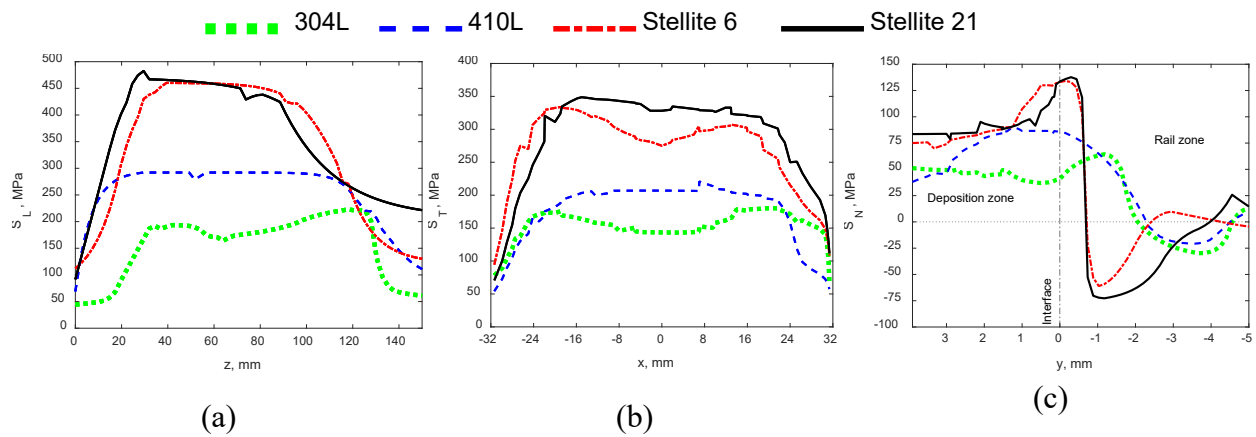 304L 410L Stellite 6 Stellite 21
500
450
400
350
300
250
200
150
100
50
0
S_L, MPa
0 20 40 60 80 100 120 140
z, mm
(a)
400
350
300
250
200
150
100
50
0
S_T, MPa
-32 -24 -16 -8 0 8 16 24 32
x, mm
(b)
150
125
100
75
50
25
0
-25
-50
-75
-100
S_N, MPa
Rail zone
Deposition zone
Interface
3 2 1 0 -1 -2 -3 -4 -5
y, mm
(c)